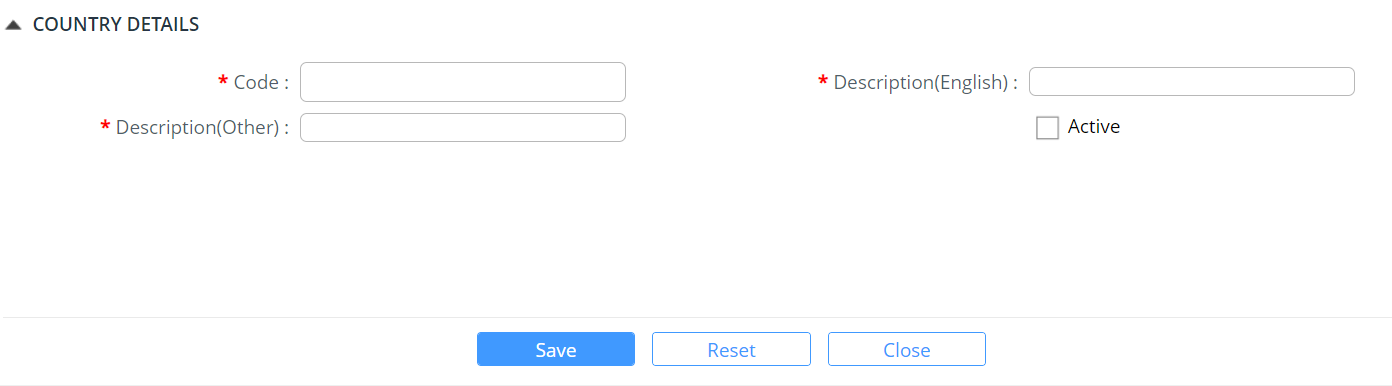 COUNTRY DETAILS
* Code :
* Description(English) :
* Description(Other) :
Active
Save
Reset
Close